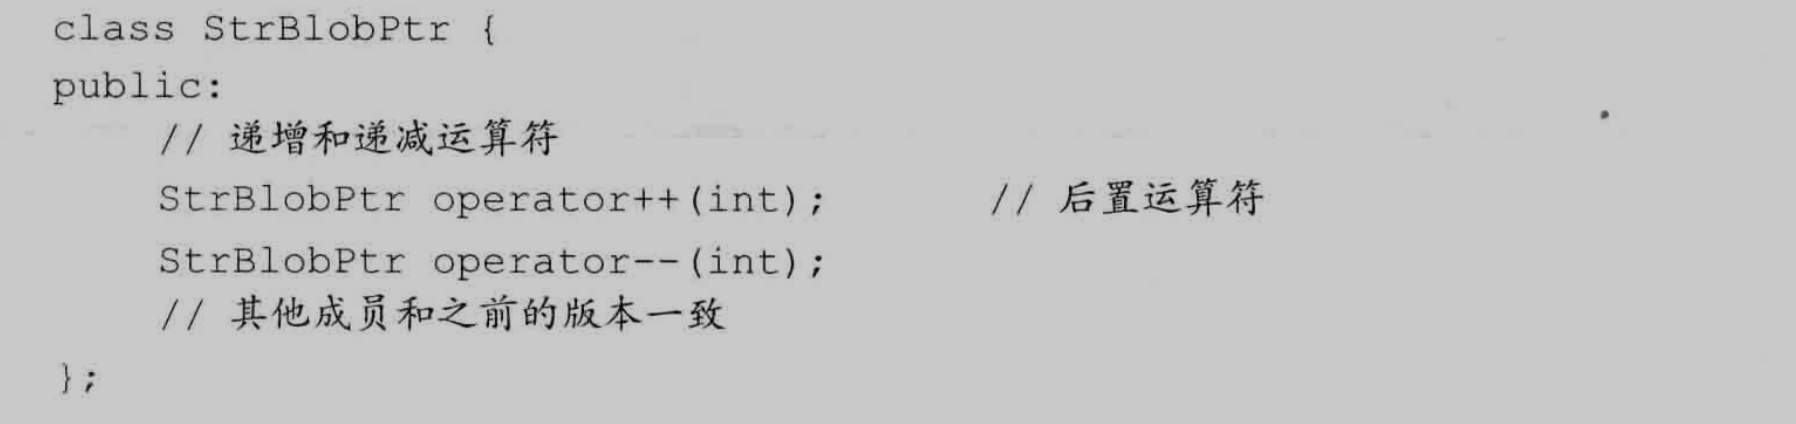 class StrBlobPtr {
public:
// 递增和递减运算符
StrBlobPtr operator++(int); // 后置运算符
StrBlobPtr operator--(int);
// 其他成员和之前的版本一致
};